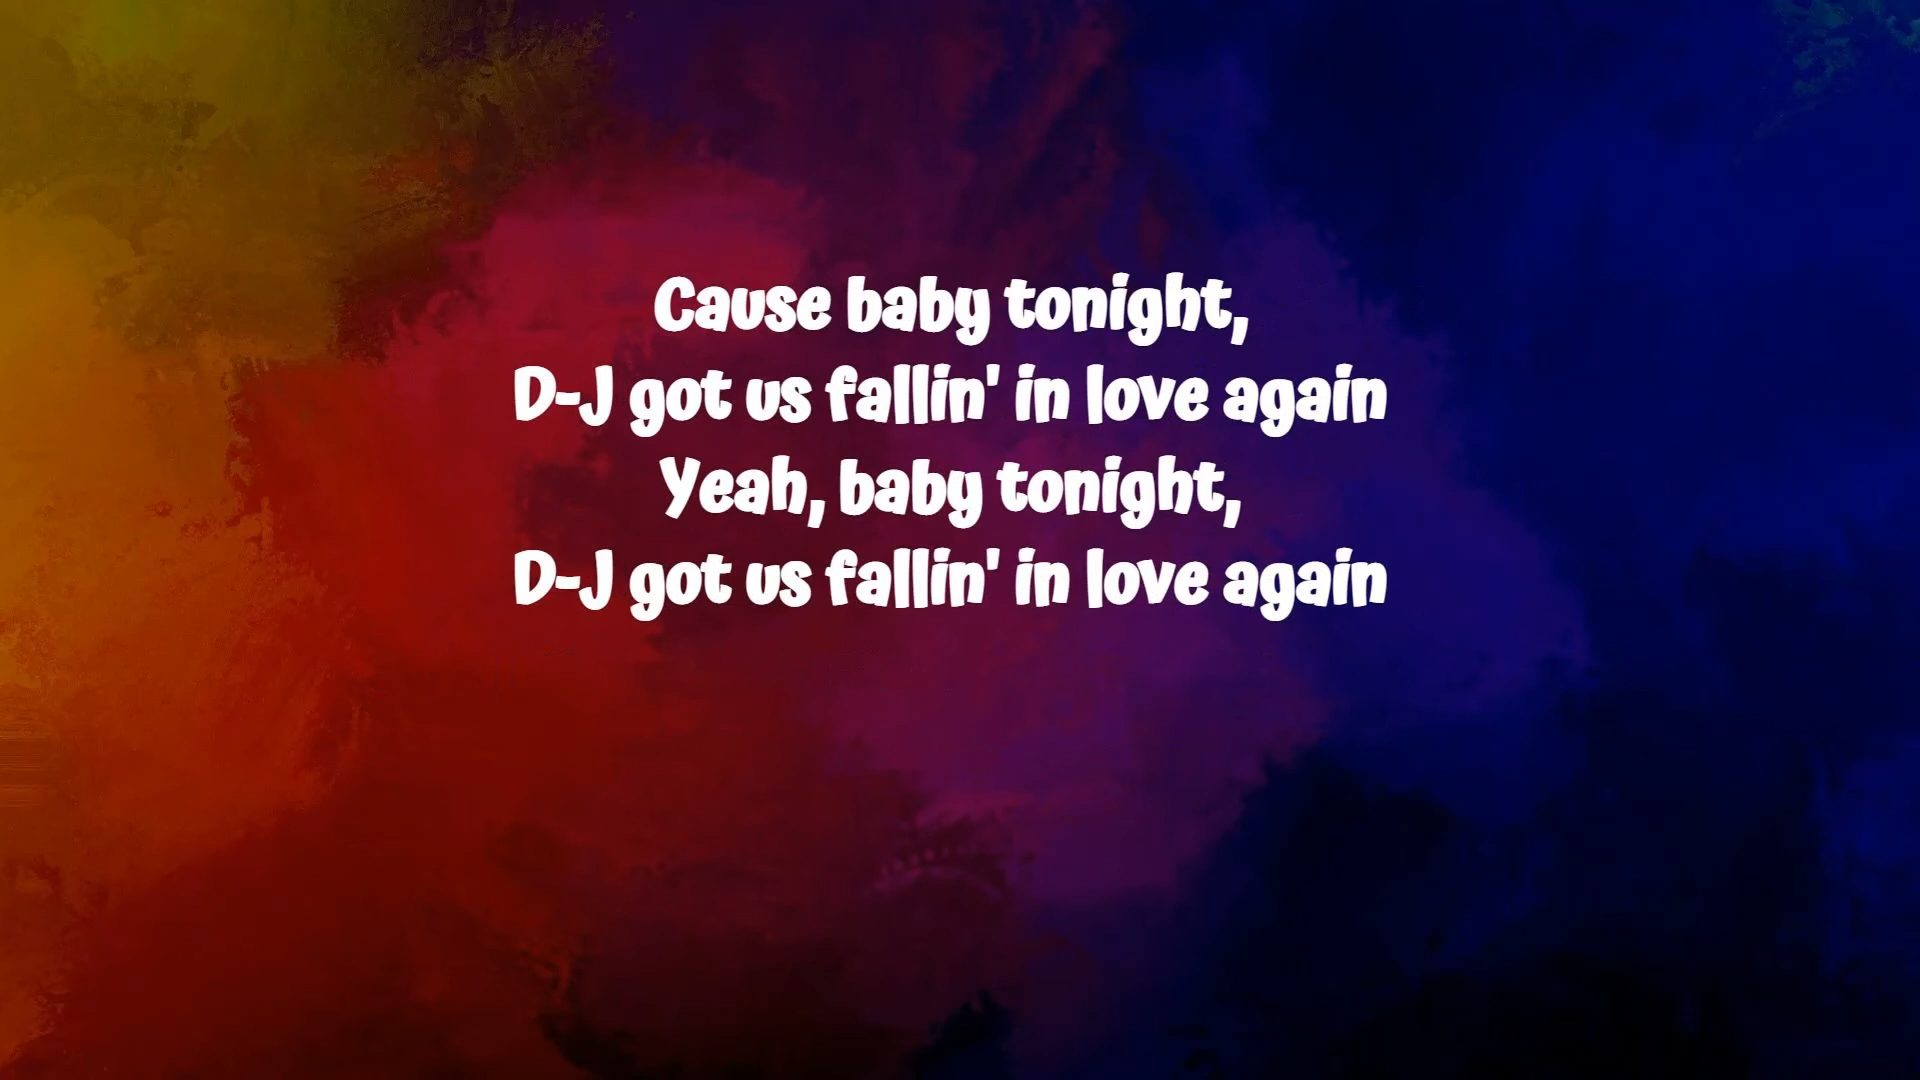 Cause baby tonight,
D-J got us fallin' in love again
Yeah, baby tonight,
D-J got us fallin' in love again